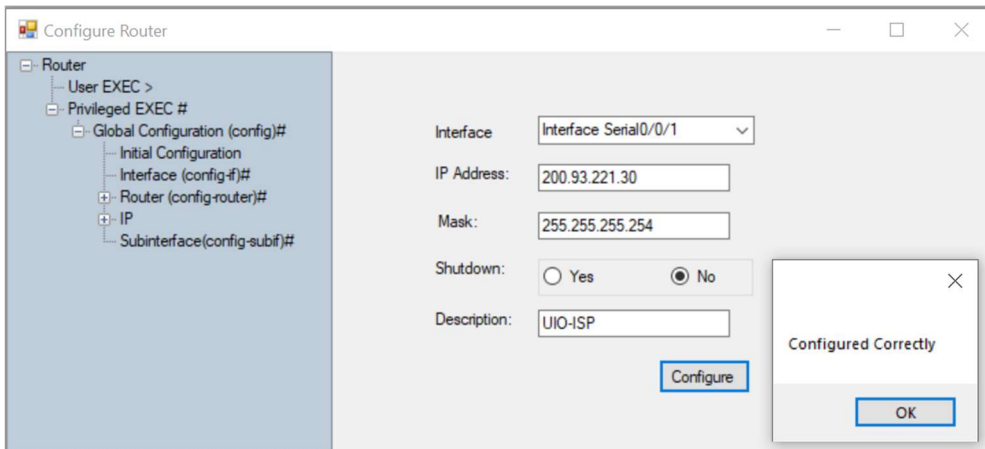 Configure Router
Router
User EXEC >
Privileged EXEC #
Global Configuration (config)#
Initial Configuration
Interface (config-if)#
Router (config-router)#
IP
Subinterface(config-subif)#
Interface
Interface Serial0/0/1
IP Address:
200.93.221.30
Mask:
255.255.255.254
Shutdown:
Yes
No
Description:
UIO-ISP
Configure
Configured Correctly
OK